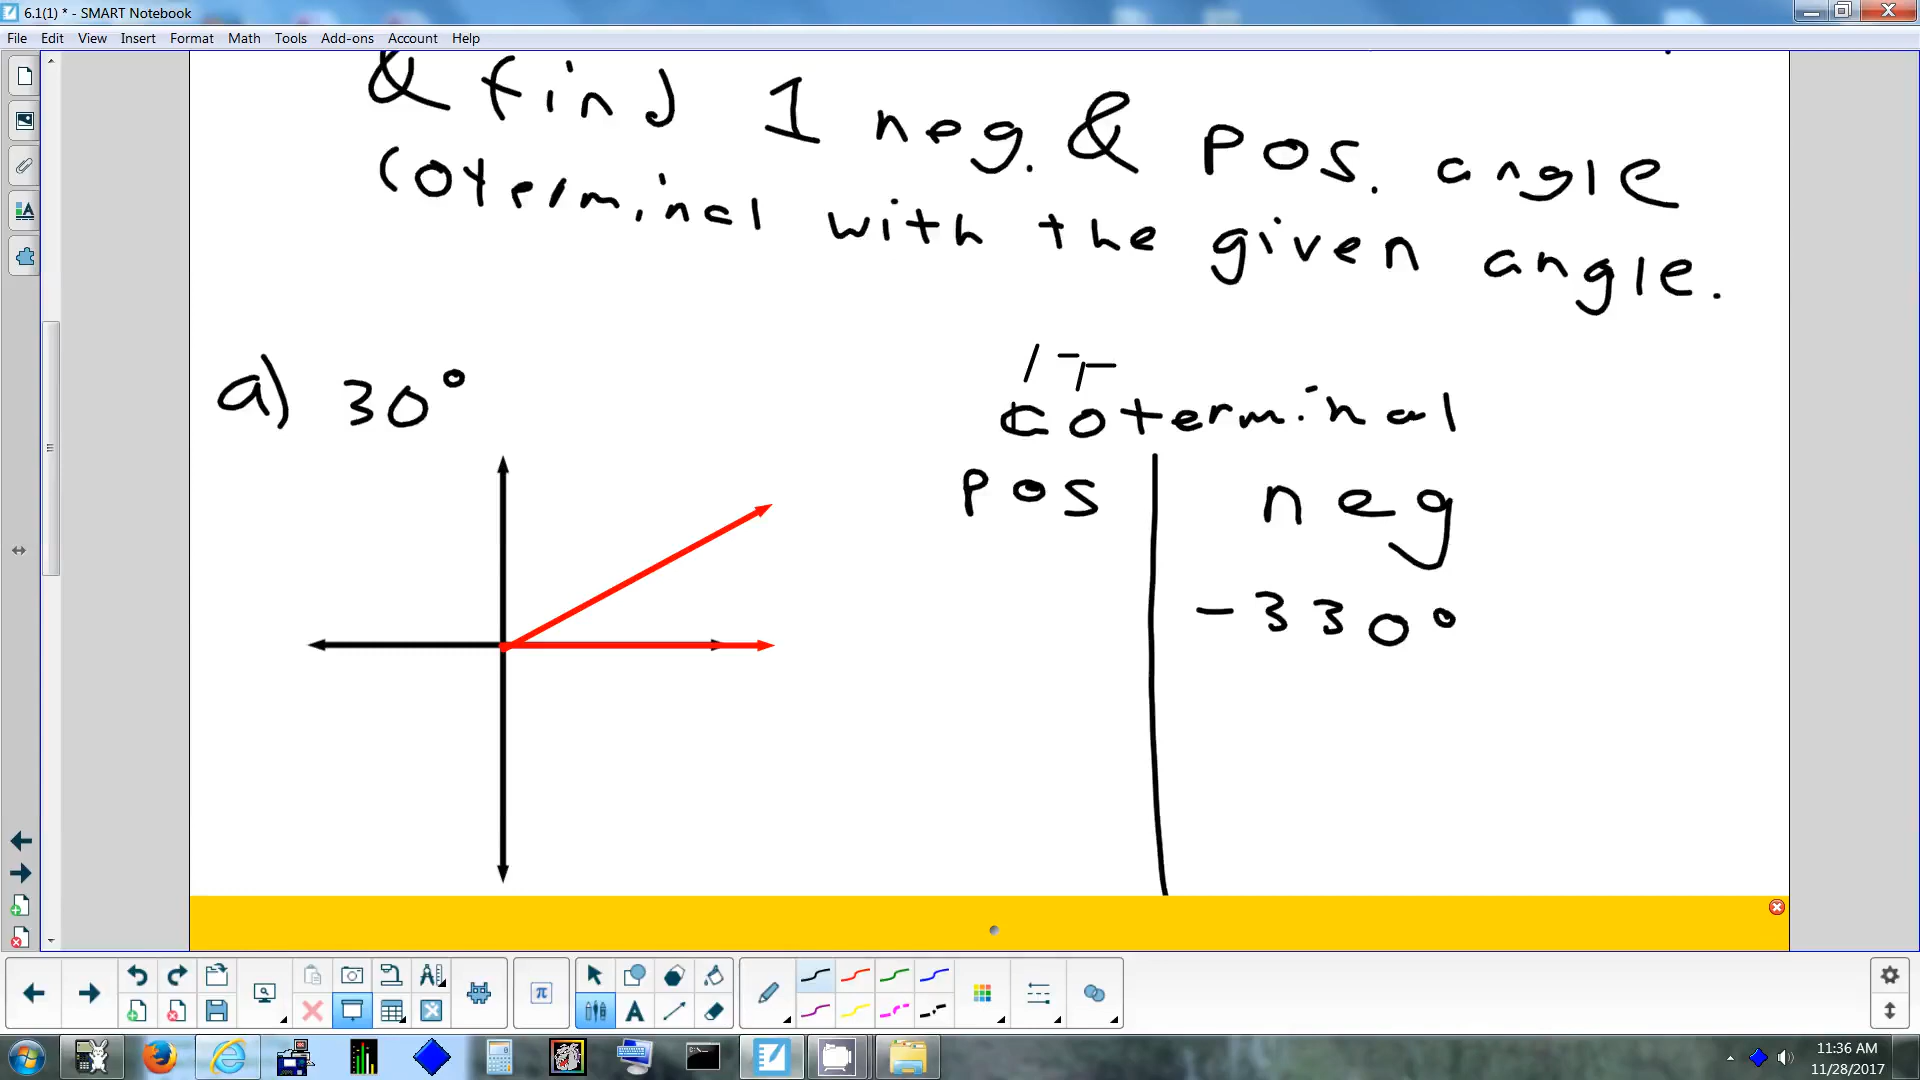 6.1(1) * - SMART Notebook
File Edit View Insert Format Math Tools Add-ons Account Help
& find 1 neg. & pos. angle
coterminal with the given angle.
a) 30°
coterminal
pos neg
-330°
π
A
11:36 AM
11/28/2017